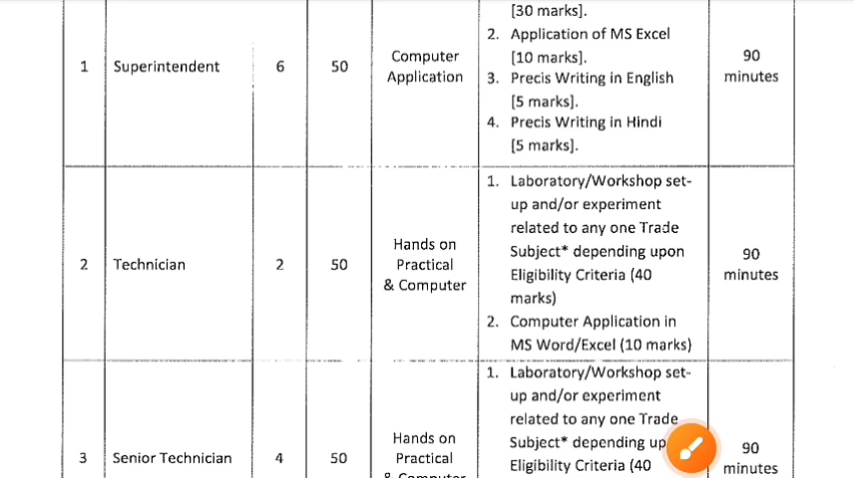 [30 marks].
2. Application of MS Excel
[10 marks].
3. Precis Writing in English
[5 marks].
4. Precis Writing in Hindi
[5 marks].
1 Superintendent 6 50 Computer Application 90 minutes
1. Laboratory/Workshop set-
up and/or experiment
related to any one Trade
Subject* depending upon
Eligibility Criteria (40
marks)
2. Computer Application in
MS Word/Excel (10 marks)
2 Technician 2 50 Hands on Practical & Computer 90 minutes
1. Laboratory/Workshop set-
up and/or experiment
related to any one Trade
Subject* depending up
Eligibility Criteria (40
3 Senior Technician 4 50 Hands on Practical & Computer 90 minutes